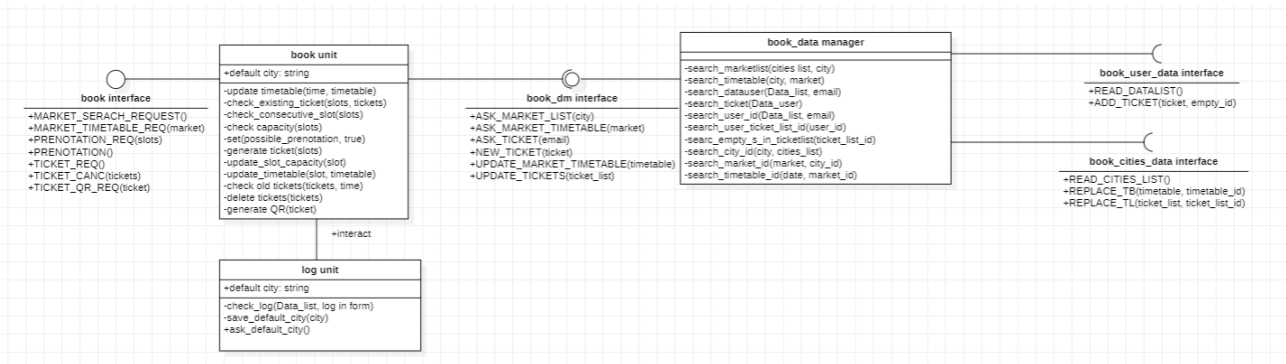 book interface
+MARKET_SERACH_REQUEST()
+MARKET_TIMETABLE_REQ(market)
+PRENOTATION_REQ(slots)
+PRENOTATION()
+TICKET_REQ()
+TICKET_CANC(tickets)
+TICKET_QR_REQ(ticket)
book unit
+default city: string
-update timetable(time, timetable)
-check_existing_ticket(slots, tickets)
-check_consecutive_slot(slots)
-check capacity(slots)
-set(possible_prenotation, true)
-generate ticket(slots)
-update_slot_capacity(slot)
-update_timetable(slot, timetable)
-check old tickets(tickets, time)
-delete tickets(tickets)
-generate QR(ticket)
+interact
log unit
+default city: string
-check_log(Data_list, log in form)
-save_default_city(city)
+ask_default_city()
book_dm interface
+ASK_MARKET_LIST(city)
+ASK_MARKET_TIMETABLE(market)
+ASK_TICKET(email)
+NEW_TICKET(ticket)
+UPDATE_MARKET_TIMETABLE(timetable)
+UPDATE_TICKETS(ticket_list)
book_data manager
-search_marketlist(cities list, city)
-search_timetable(city, market)
-search_datauser(Data_list, email)
-search_ticket(Data_user)
-search_user_id(Data_list, email)
-search_user_ticket_list_id(user_id)
-searc_empty_s_in_ticketlist(ticket_list_id)
-search_city_id(city, cities_list)
-search_market_id(market, city_id)
-search_timetable_id(date, market_id)
book_user_data interface
+READ_DATALIST()
+ADD_TICKET(ticket, empty_id)
book_cities_data interface
+READ_CITIES_LIST()
+REPLACE_TB(timetable, timetable_id)
+REPLACE_TL(ticket_list, ticket_list_id)